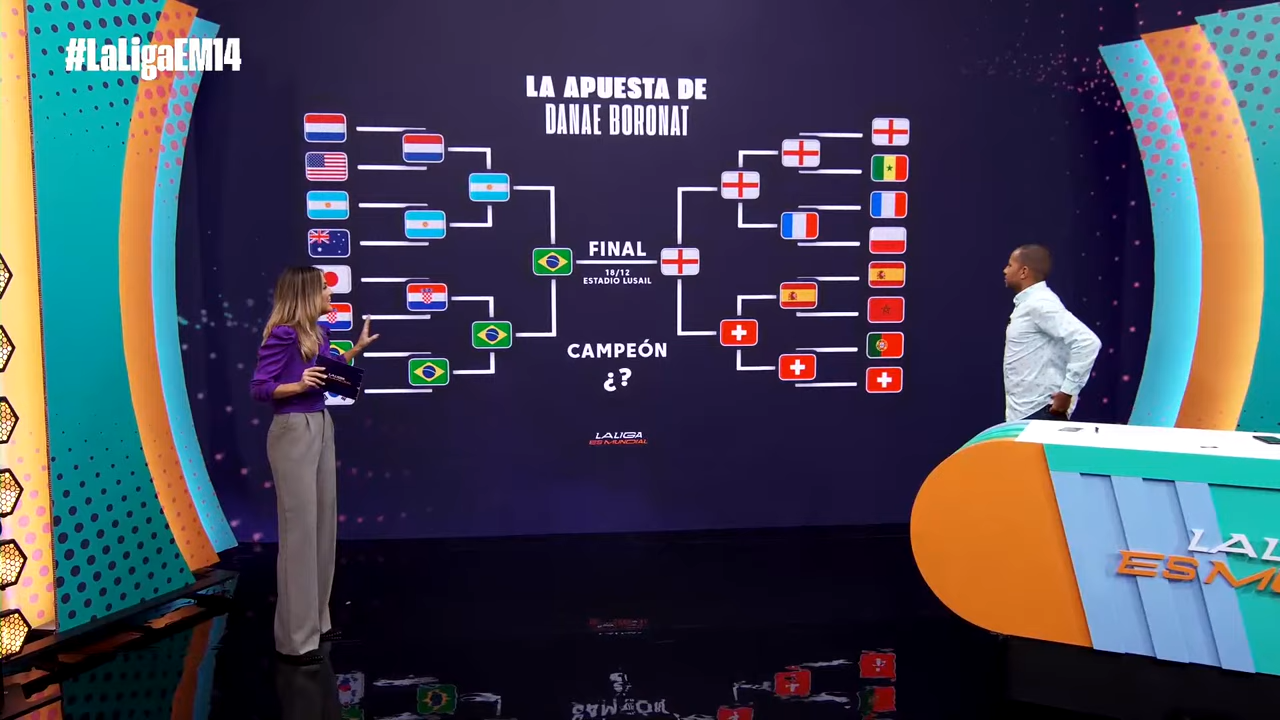 #LaLigaEM14
LA APUESTA DE
DANAE BORONAT
FINAL
18/12
ESTADIO LUSAIL
CAMPEÓN
¿?
LALIGA
ES MUNDIAL